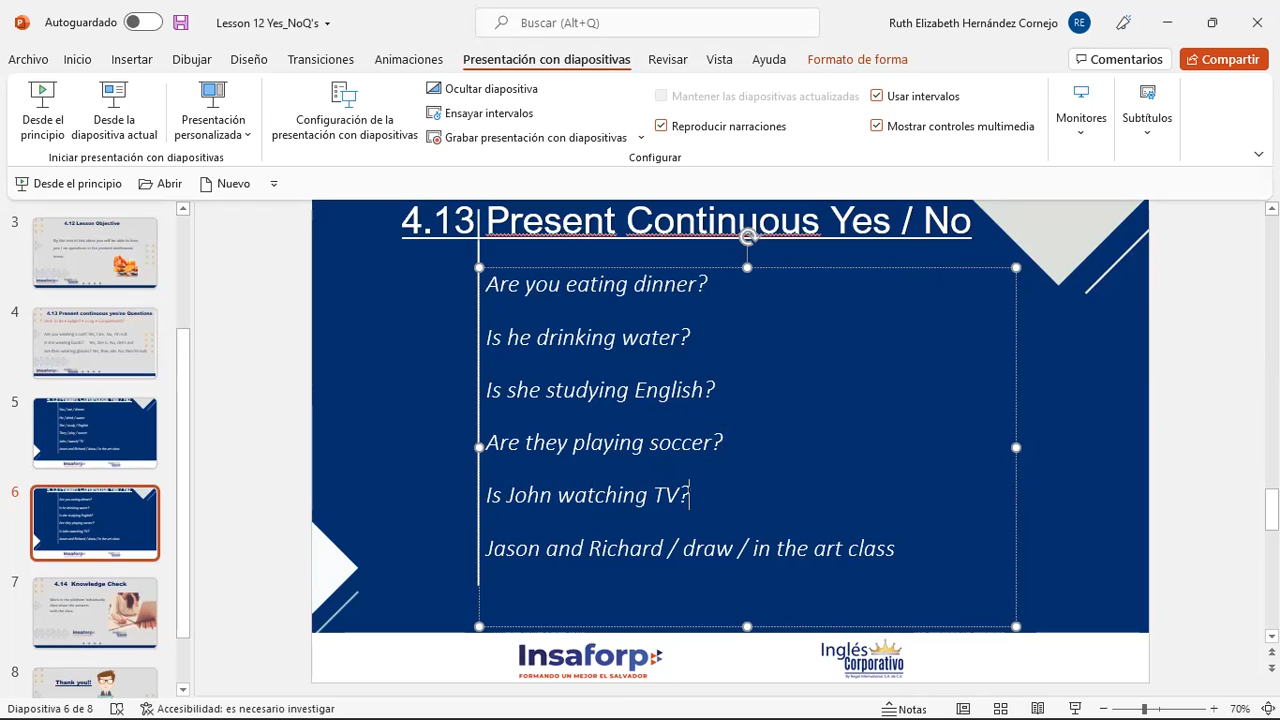 Autoguardado
Lesson 12 Yes_NoQ's
Buscar (Alt+Q)
Ruth Elizabeth Hernández Cornejo
RE
Archivo
Inicio
Insertar
Dibujar
Diseño
Transiciones
Animaciones
Presentación con diapositivas
Revisar
Vista
Ayuda
Formato de forma
Comentarios
Compartir
Desde el principio
Desde la diapositiva actual
Presentación personalizada
Iniciar presentación con diapositivas
Configuración de la presentación con diapositivas
Ocultar diapositiva
Ensayar intervalos
Grabar presentación con diapositivas
Mantener las diapositivas actualizadas
Reproducir narraciones
Usar intervalos
Mostrar controles multimedia
Configurar
Monitores
Subtítulos
Desde el principio
Abrir
Nuevo
3
4.12 Lesson Objective
4
4.13 Present continuous yes/no Questions
5
6
7
4.14 Knowledge Check
8
Thank you!!
4.13 Present Continuous Yes / No
Are you eating dinner?
Is he drinking water?
Is she studying English?
Are they playing soccer?
Is John watching TV?
Jason and Richard / draw / in the art class
Insaforp
FORMANDO UN MEJOR EL SALVADOR
Inglés
Corporativo
Diapositiva 6 de 8
Accesibilidad: es necesario investigar
Notas
70%